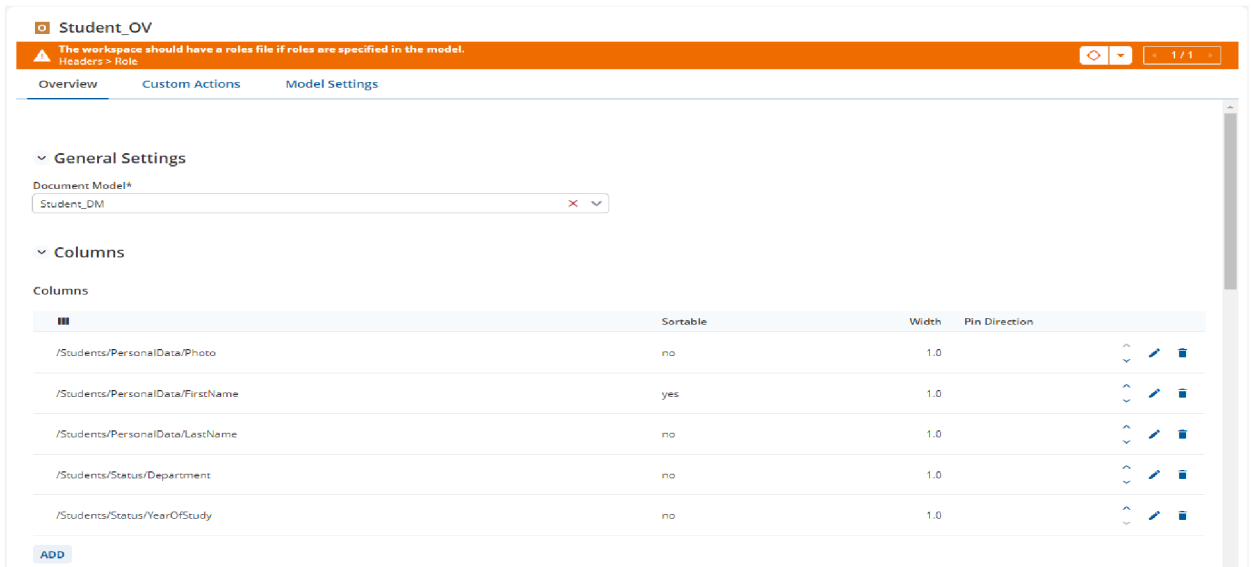 Student_OV
The workspace should have a roles file if roles are specified in the model.
Headers > Role
1 / 1
Overview Custom Actions Model Settings
General Settings
Document Model*
Student_DM
Columns
Columns
Sortable Width Pin Direction
/Students/PersonalData/Photo no 1.0
/Students/PersonalData/FirstName yes 1.0
/Students/PersonalData/LastName no 1.0
/Students/Status/Department no 1.0
/Students/Status/YearOfStudy no 1.0
ADD